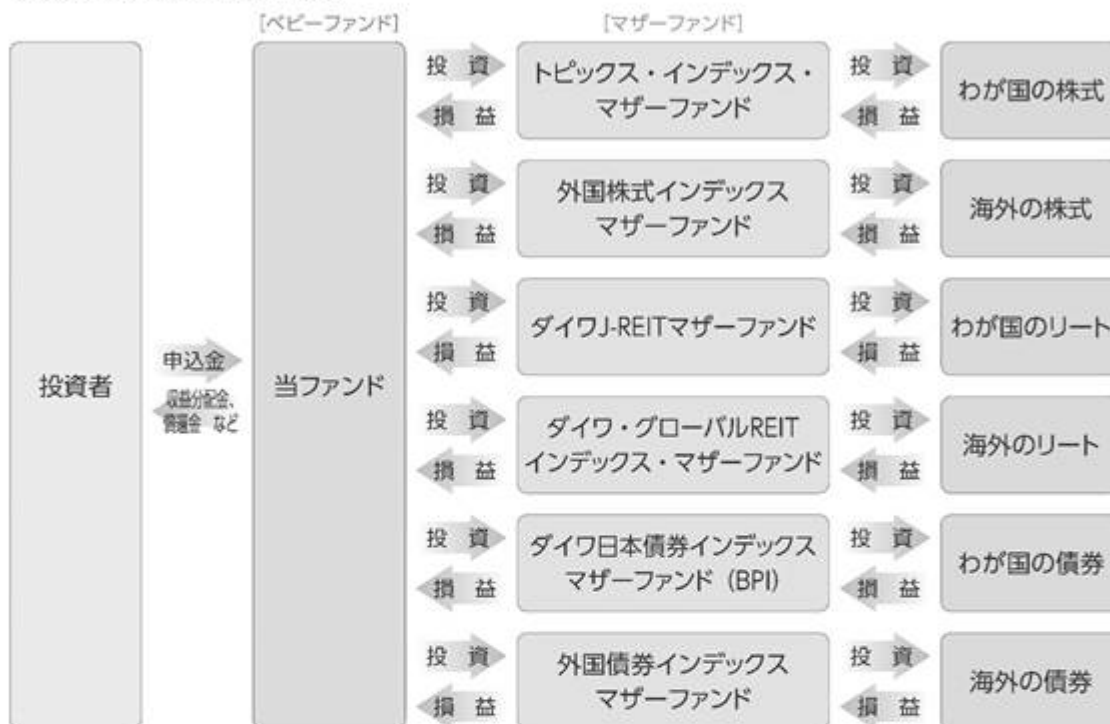 [ベビーファンド]
[マザーファンド]
投資者
申込金
収益分配金、
償還金 など
当ファンド
投 資
損 益
トピックス・インデックス・
マザーファンド
投 資
損 益
わが国の株式
投 資
損 益
外国株式インデックス
マザーファンド
投 資
損 益
海外の株式
投 資
損 益
ダイワJ-REITマザーファンド
投 資
損 益
わが国のリート
投 資
損 益
ダイワ・グローバルREIT
インデックス・マザーファンド
投 資
損 益
海外のリート
投 資
損 益
ダイワ日本債券インデックス
マザーファンド（BPI）
投 資
損 益
わが国の債券
投 資
損 益
外国債券インデックス
マザーファンド
投 資
損 益
海外の債券